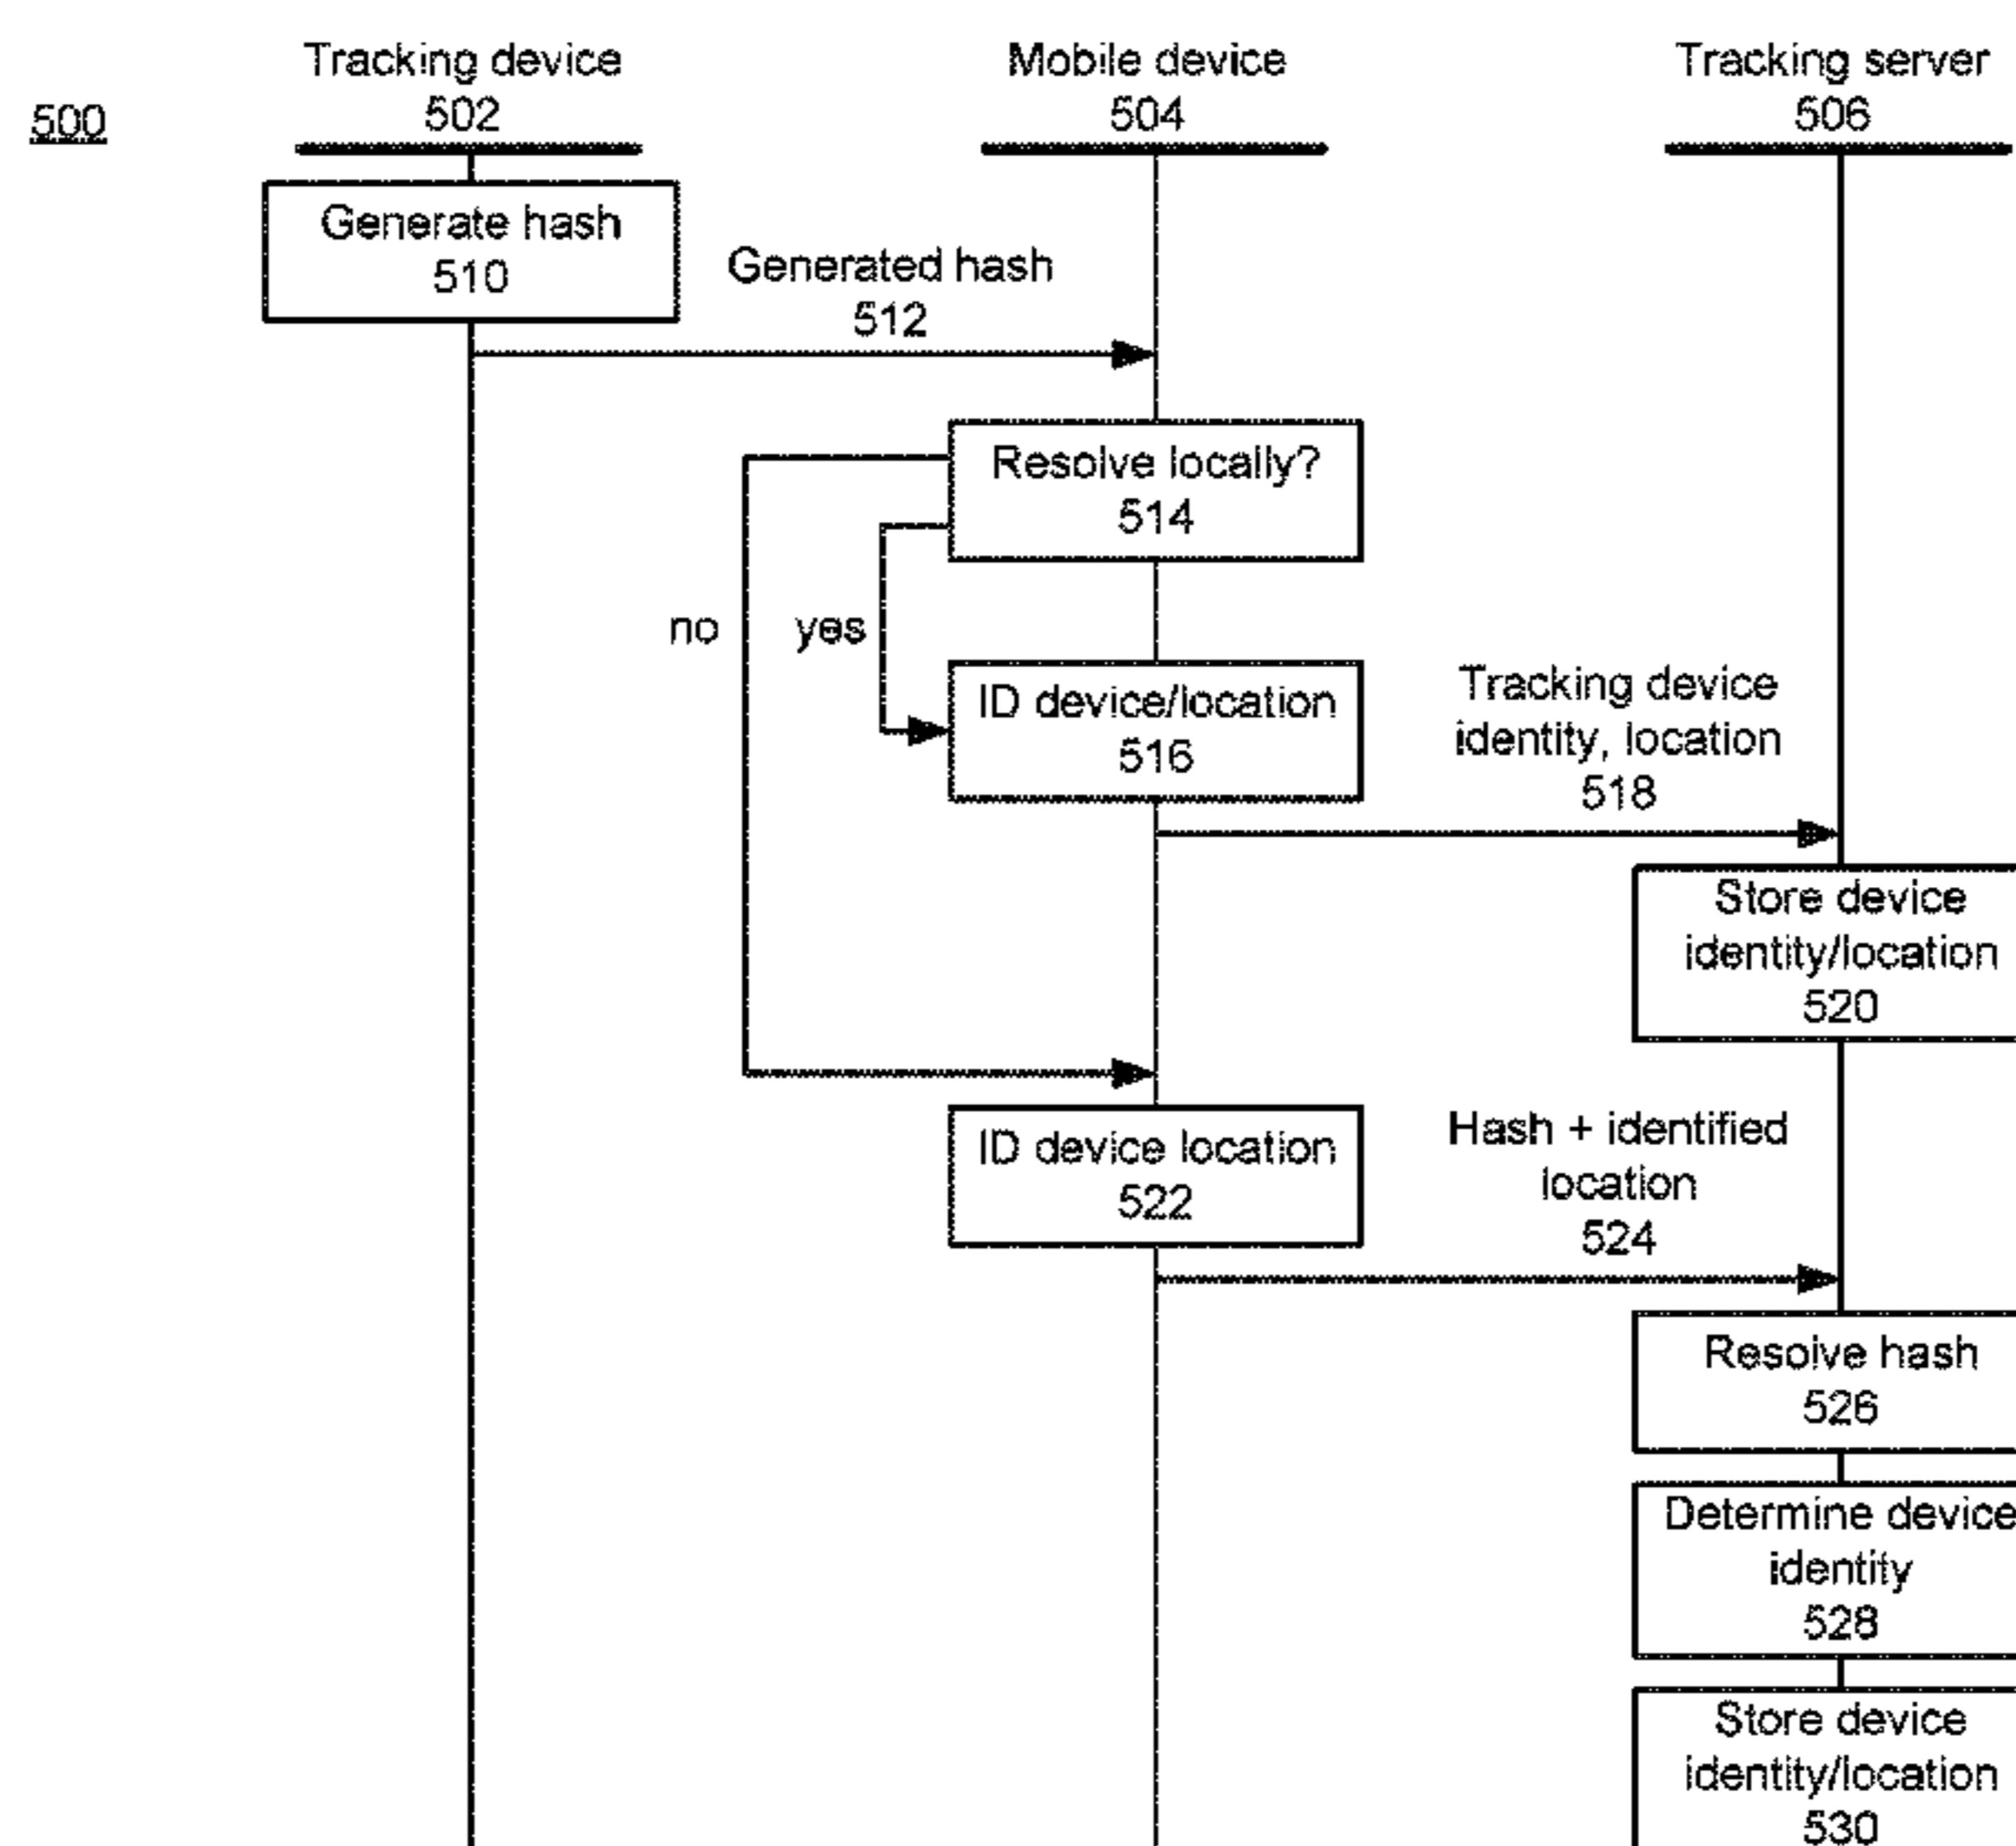 Tracking device
502
Mobile device
504
Tracking server
506
500
Generate hash
510
Generated hash
512
Resolve locally?
514
no
yes
ID device/location
516
Tracking device
identity, location
518
Store device
identity/location
520
ID device location
522
Hash + identified
location
524
Resolve hash
526
Determine device
identity
528
Store device
identity/location
530